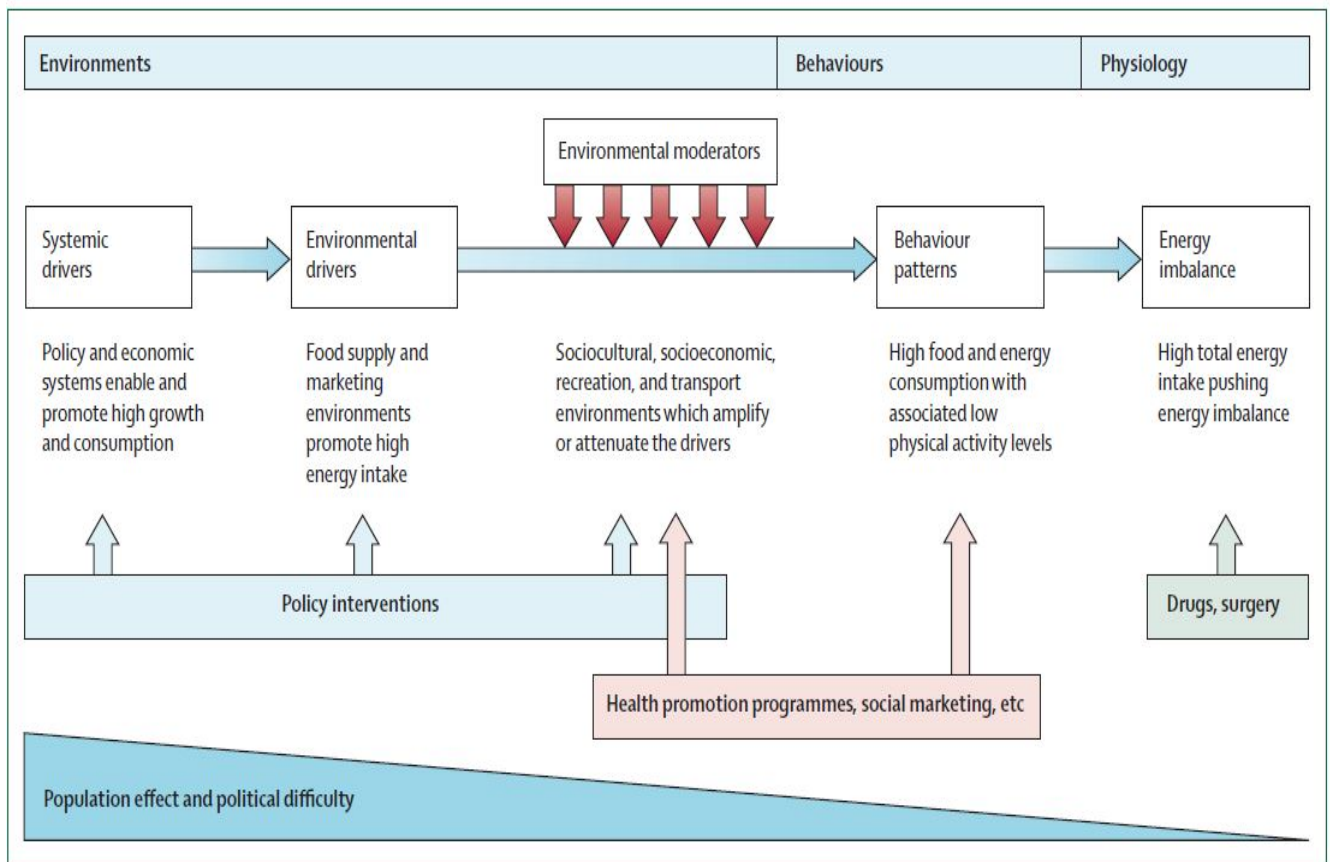 Environments
Behaviours
Physiology
Environmental moderators
Systemic
drivers
Environmental
drivers
Behaviour
patterns
Energy
imbalance
Policy and economic
systems enable and
promote high growth
and consumption
Food supply and
marketing
environments
promote high
energy intake
Sociocultural, socioeconomic,
recreation, and transport
environments which amplify
or attenuate the drivers
High food and energy
consumption with
associated low
physical activity levels
High total energy
intake pushing
energy imbalance
Policy interventions
Drugs, surgery
Health promotion programmes, social marketing, etc
Population effect and political difficulty